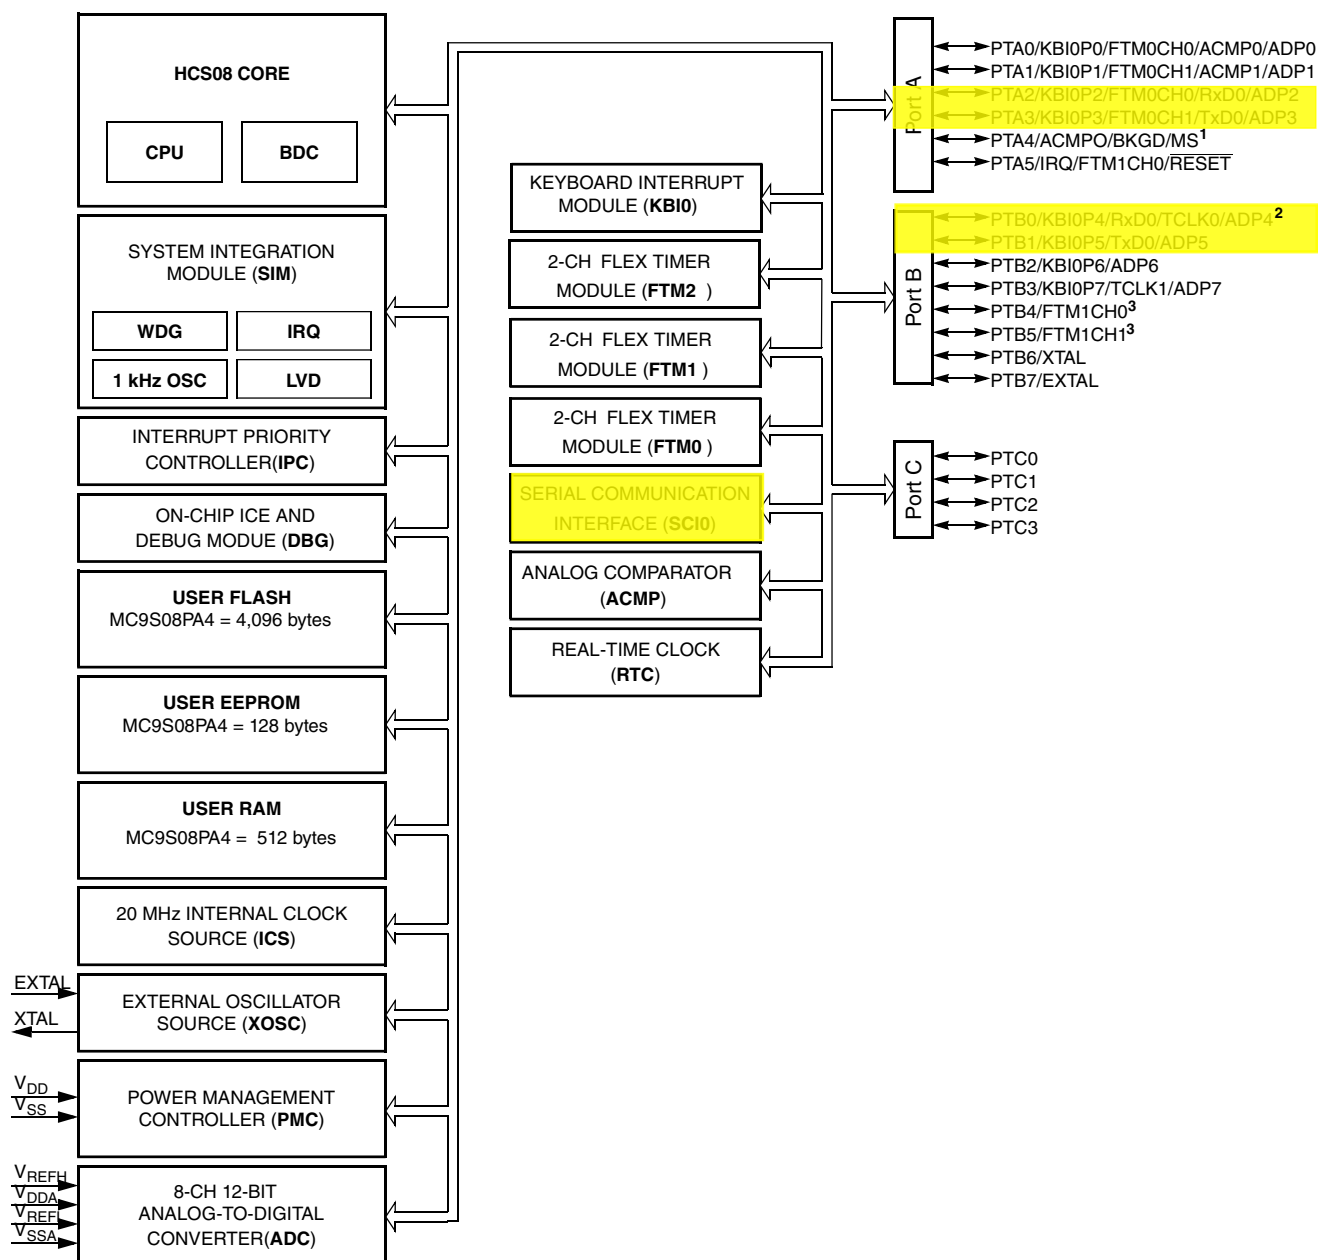 HCS08 CORE
CPU
BDC
SYSTEM INTEGRATION
MODULE (SIM)
WDG
IRQ
1 kHz OSC
LVD
INTERRUPT PRIORITY
CONTROLLER(IPC)
ON-CHIP ICE AND
DEBUG MODUE (DBG)
USER FLASH
MC9S08PA4 = 4,096 bytes
USER EEPROM
MC9S08PA4 = 128 bytes
USER RAM
MC9S08PA4 = 512 bytes
20 MHz INTERNAL CLOCK
SOURCE (ICS)
EXTAL
XTAL
EXTERNAL OSCILLATOR
SOURCE (XOSC)
VDD
VSS
POWER MANAGEMENT
CONTROLLER (PMC)
VREFH
VDDA
VREFL
VSSA
8-CH 12-BIT
ANALOG-TO-DIGITAL
CONVERTER(ADC)
KEYBOARD INTERRUPT
MODULE (KBI0)
2-CH FLEX TIMER
MODULE (FTM2 )
2-CH FLEX TIMER
MODULE (FTM1 )
2-CH FLEX TIMER
MODULE (FTM0 )
SERIAL COMMUNICATION
INTERFACE (SCI0)
ANALOG COMPARATOR
(ACMP)
REAL-TIME CLOCK
(RTC)
Port A
PTA0/KBI0P0/FTM0CH0/ACMP0/ADP0
PTA1/KBI0P1/FTM0CH1/ACMP1/ADP1
PTA2/KBI0P2/FTM0CH0/RxD0/ADP2
PTA3/KBI0P3/FTM0CH1/TxD0/ADP3
PTA4/ACMPO/BKGD/MS1
PTA5/IRQ/FTM1CH0/RESET
Port B
PTB0/KBI0P4/RxD0/TCLK0/ADP42
PTB1/KBI0P5/TxD0/ADP5
PTB2/KBI0P6/ADP6
PTB3/KBI0P7/TCLK1/ADP7
PTB4/FTM1CH03
PTB5/FTM1CH13
PTB6/XTAL
PTB7/EXTAL
Port C
PTC0
PTC1
PTC2
PTC3